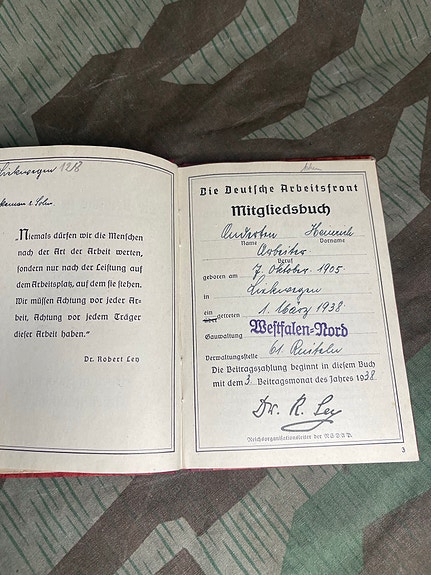 128
„Niemals dürfen wir die Menschen
nach der Art der Arbeit werten,
sondern nur nach der Leistung auf
dem Arbeitsplatz, auf dem sie stehen.
Wir müssen Achtung vor jeder Ar-
beit, Achtung vor jedem Träger
dieser Arbeit haben.“
Dr. Robert Ley
Die Deutsche Arbeitsfront
Mitgliedsbuch
Heinrich
Name Vorname
Arbeiter
Beruf
geboren am 7. Oktober 1905
in
ein getreten 1. März 1938
über
Gauwaltung Westfalen-Nord
Verwaltungsstelle 61
Die Beitragszahlung beginnt in diesem Buch
mit dem 3. Beitragsmonat des Jahres 1938
Dr. R. Ley
Reichsorganisationsleiter der NSDAP.
3